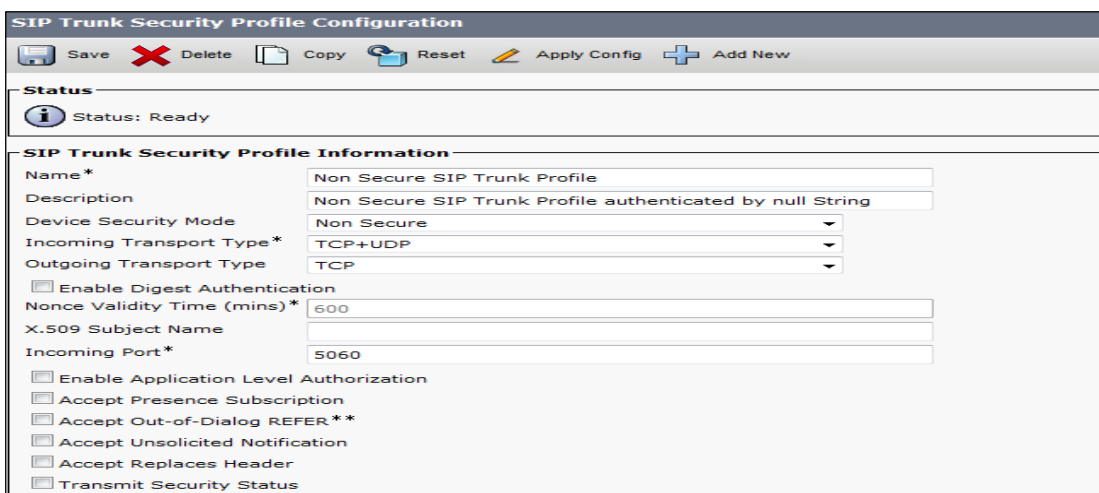 SIP Trunk Security Profile Configuration
Save Delete Copy Reset Apply Config Add New
Status
Status: Ready
SIP Trunk Security Profile Information
Name* Non Secure SIP Trunk Profile
Description Non Secure SIP Trunk Profile authenticated by null String
Device Security Mode Non Secure
Incoming Transport Type* TCP+UDP
Outgoing Transport Type TCP
Enable Digest Authentication
Nonce Validity Time (mins)* 600
X.509 Subject Name
Incoming Port* 5060
Enable Application Level Authorization
Accept Presence Subscription
Accept Out-of-Dialog REFER**
Accept Unsolicited Notification
Accept Replaces Header
Transmit Security Status